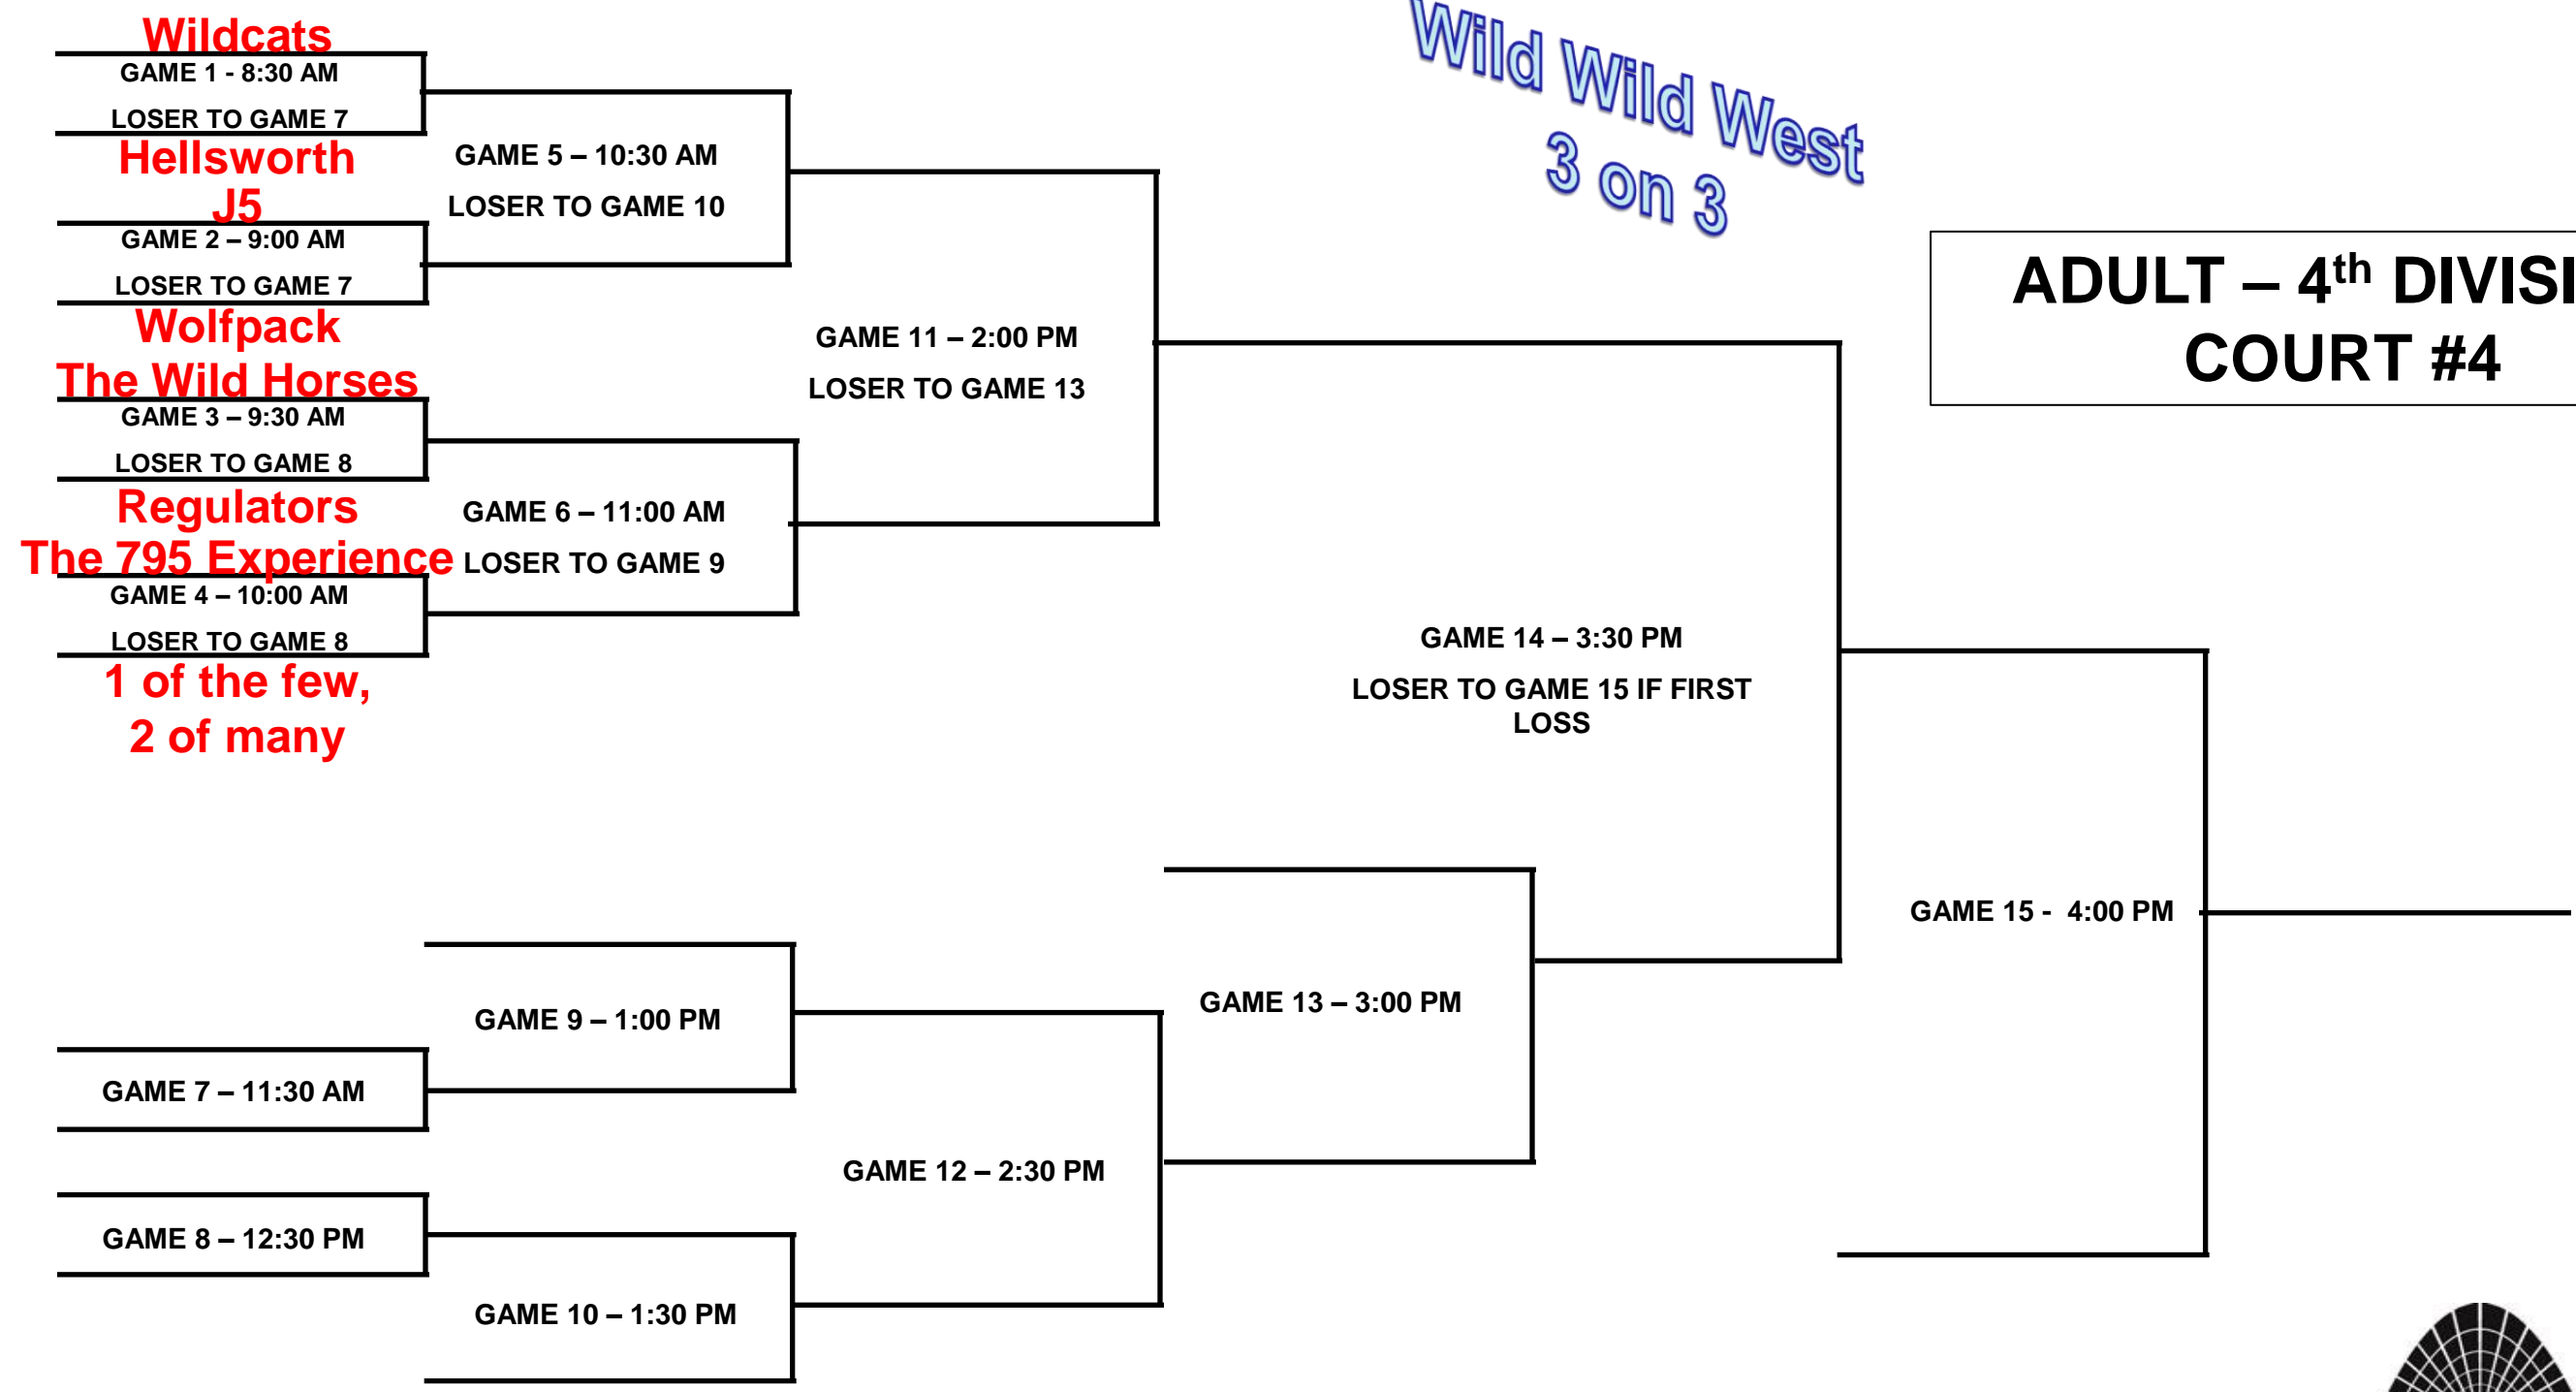 Wild Wild West
3 on 3
ADULT – 4th DIVISI
COURT #4
Wildcats
GAME 1 - 8:30 AM
LOSER TO GAME 7
Hellsworth
J5
GAME 2 – 9:00 AM
LOSER TO GAME 7
Wolfpack
The Wild Horses
GAME 3 – 9:30 AM
LOSER TO GAME 8
Regulators
The 795 Experience
GAME 4 – 10:00 AM
LOSER TO GAME 8
1 of the few,
2 of many
GAME 5 – 10:30 AM
LOSER TO GAME 10
GAME 6 – 11:00 AM
LOSER TO GAME 9
GAME 11 – 2:00 PM
LOSER TO GAME 13
GAME 14 – 3:30 PM
LOSER TO GAME 15 IF FIRST
LOSS
GAME 15 - 4:00 PM
GAME 13 – 3:00 PM
GAME 9 – 1:00 PM
GAME 7 – 11:30 AM
GAME 12 – 2:30 PM
GAME 8 – 12:30 PM
GAME 10 – 1:30 PM